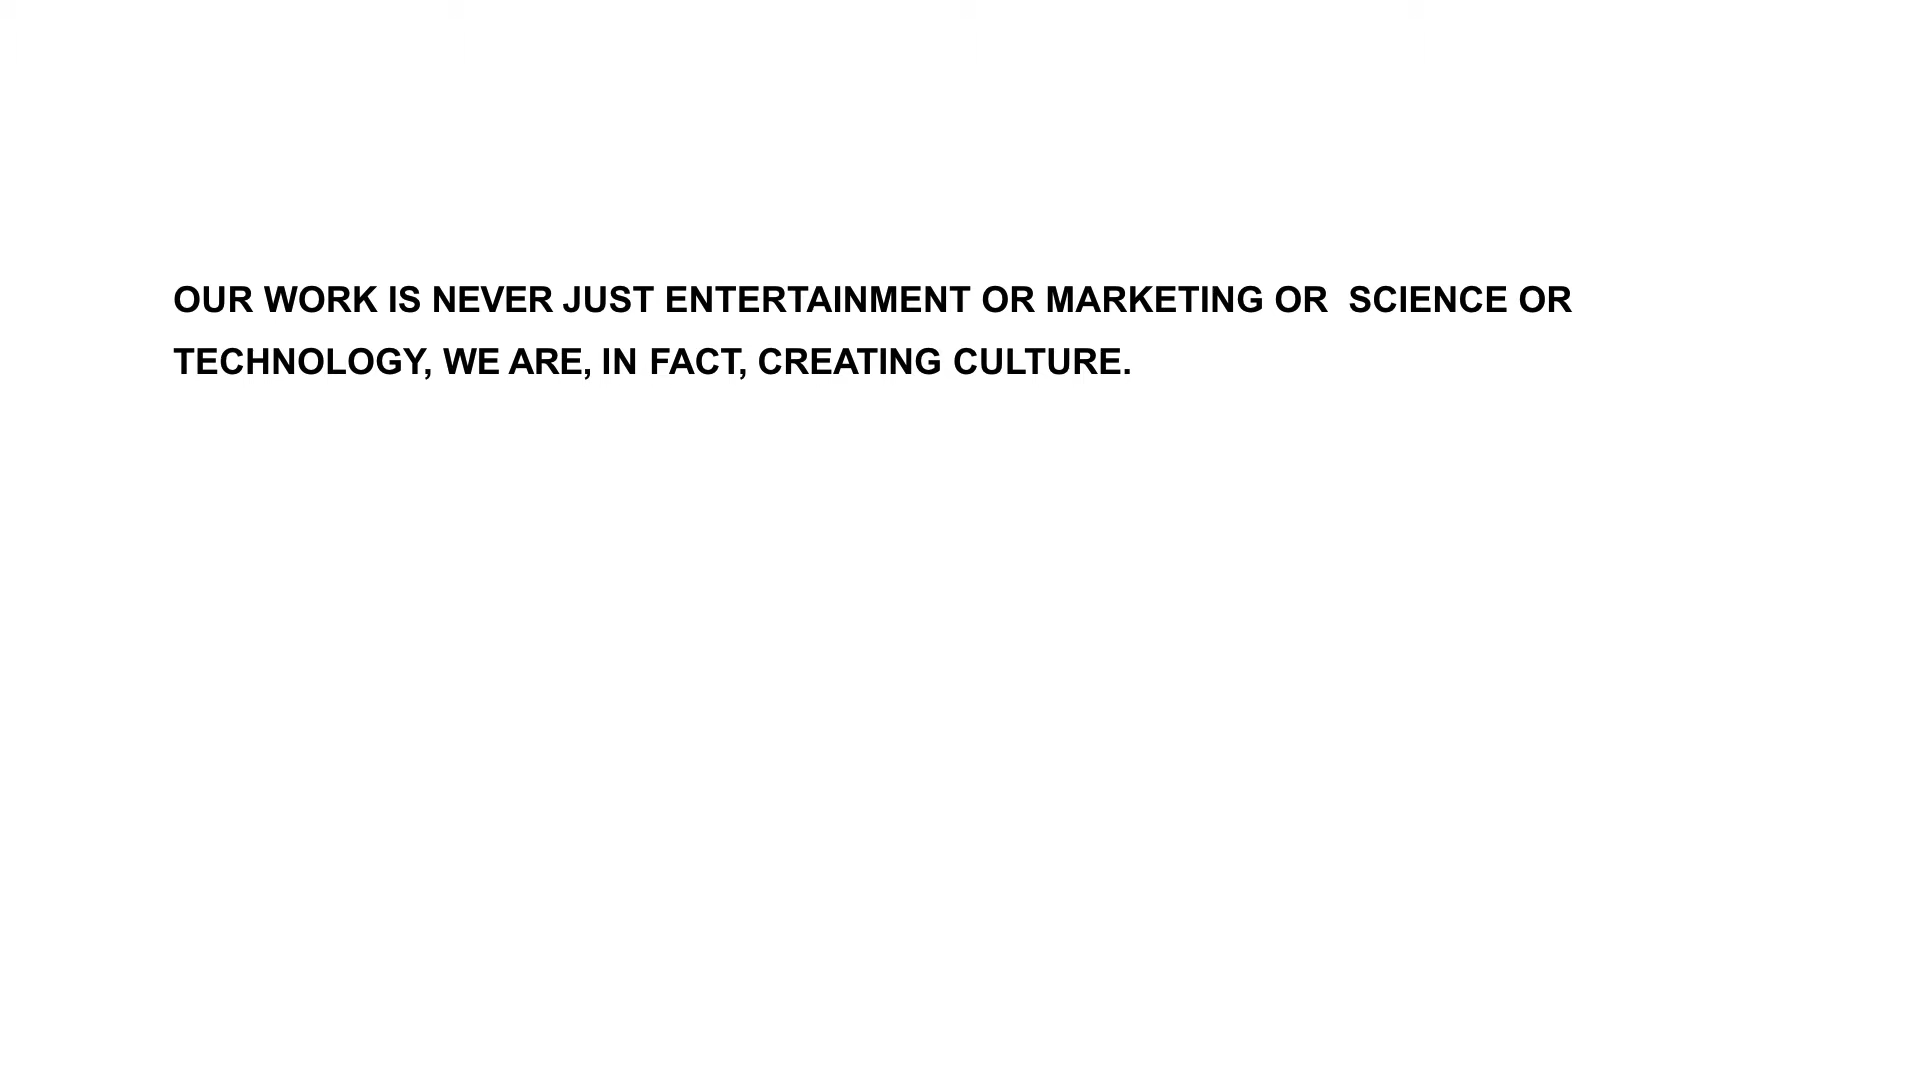 OUR WORK IS NEVER JUST ENTERTAINMENT OR MARKETING OR  SCIENCE OR
TECHNOLOGY, WE ARE, IN FACT, CREATING CULTURE.